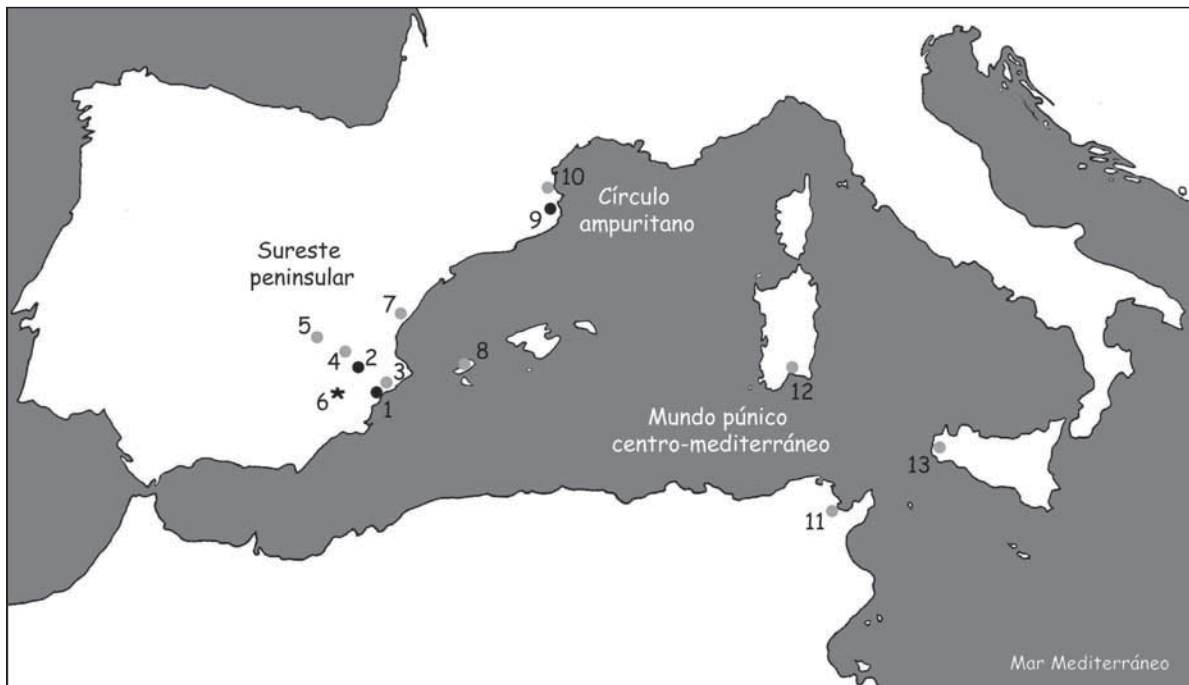 10
Círculo
ampuritano
9
Sureste
peninsular
7
5
4
2
8
3
6
*
1
12
Mundo púnico
centro-mediterráneo
13
11
Mar Mediterráneo